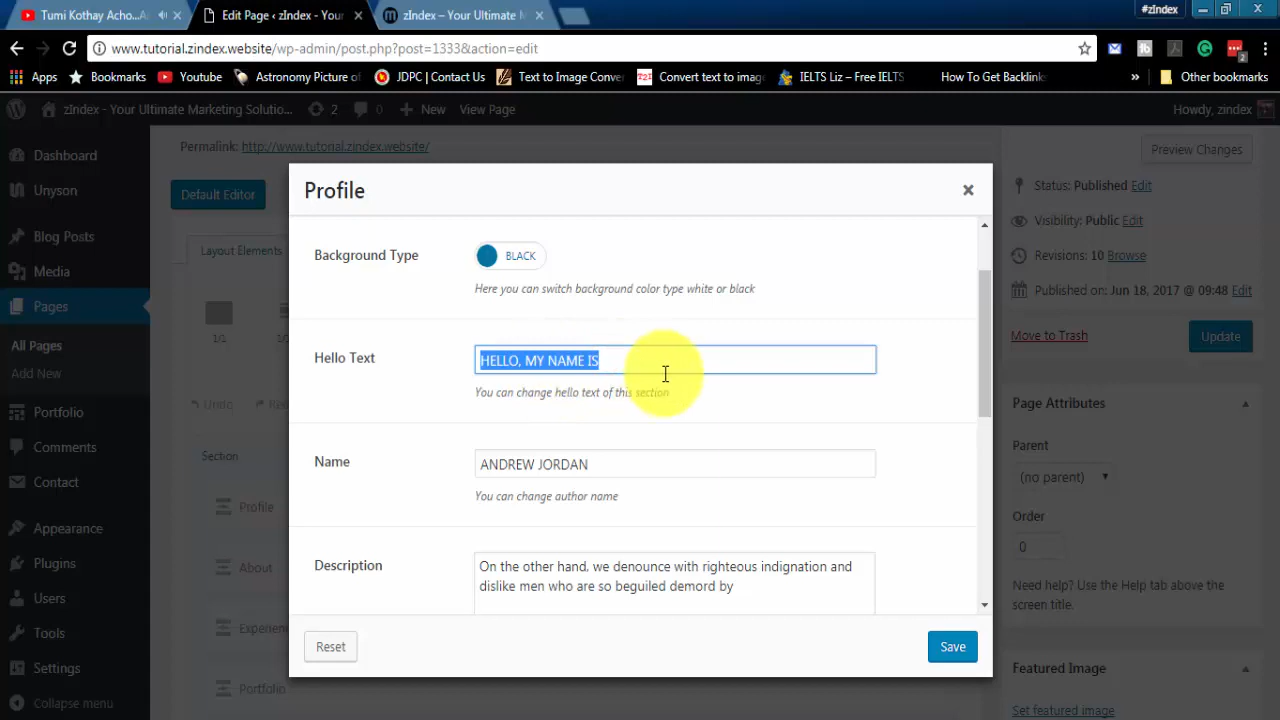 Tumi Kothay Acho...
Edit Page ‹ zIndex - Your
zIndex – Your Ultimate M
#zIndex
www.tutorial.zindex.website/wp-admin/post.php?post=1333&action=edit
Apps
Bookmarks
Youtube
Astronomy Picture of
JDPC | Contact Us
Text to Image Conve
Convert text to imag
IELTS Liz – Free IELTS
How To Get Backlink
»
Other bookmarks
zIndex - Your Ultimate Marketing Solutio...
2
0
New
View Page
Howdy, zindex
Dashboard
Unyson
Blog Posts
Media
Pages
All Pages
Add New
Portfolio
Comments
Contact
Appearance
Plugins
Users
Tools
Settings
Collapse menu
Permalink: http://www.tutorial.zindex.website/
Default Editor
Layout Elements
1/1
Undo
Section
Profile
About
Experien
Portfolio
Profile
×
Background Type
BLACK
Here you can switch background color type white or black
Hello Text
HELLO, MY NAME IS
You can change hello text of this section
Name
ANDREW JORDAN
You can change author name
Description
On the other hand, we denounce with righteous indignation and
dislike men who are so beguiled demord by
Reset
Save
Preview Changes
Status: Published Edit
Visibility: Public Edit
Revisions: 10 Browse
Published on: Jun 18, 2017 @ 09:48 Edit
Move to Trash
Update
Page Attributes
Parent
(no parent)
Order
0
Need help? Use the Help tab above the
screen title.
Featured Image
Set featured image